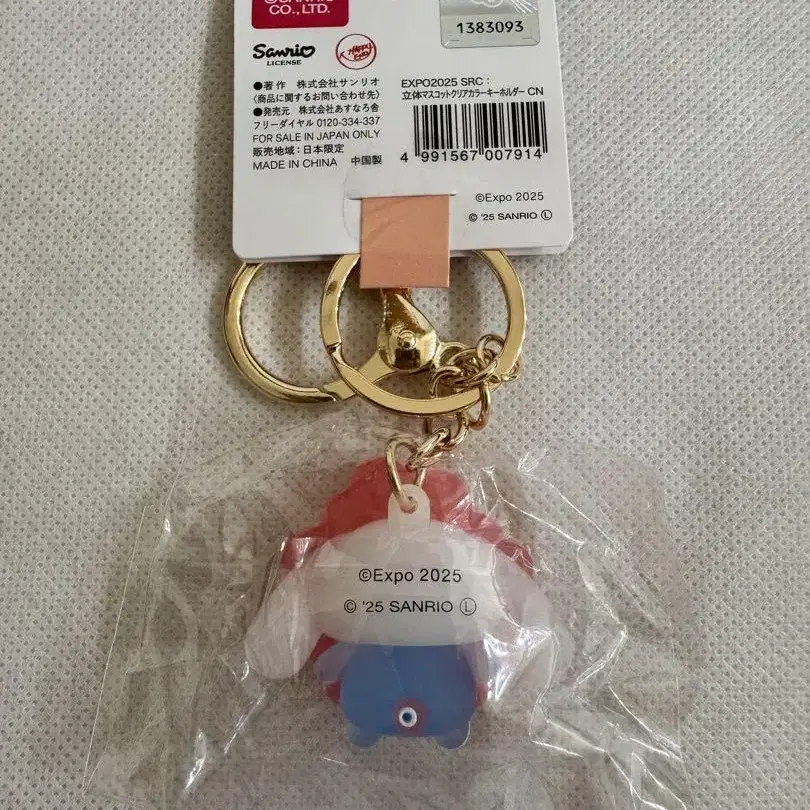 CO., LTD.
1383093
Sanrio
LICENSE
●著作 株式会社サンリオ
〈商品に関するお問い合わせ先〉
●発売元 株式会社あすなろ舎
フリーダイヤル 0120-334-337
FOR SALE IN JAPAN ONLY
販売地域：日本限定
MADE IN CHINA 中国製
EXPO2025 SRC：
立体マスコットクリアカラーキーホルダー CN
4 991567 007914
©Expo 2025
© '25 SANRIO Ⓛ
©Expo 2025
© '25 SANRIO Ⓛ